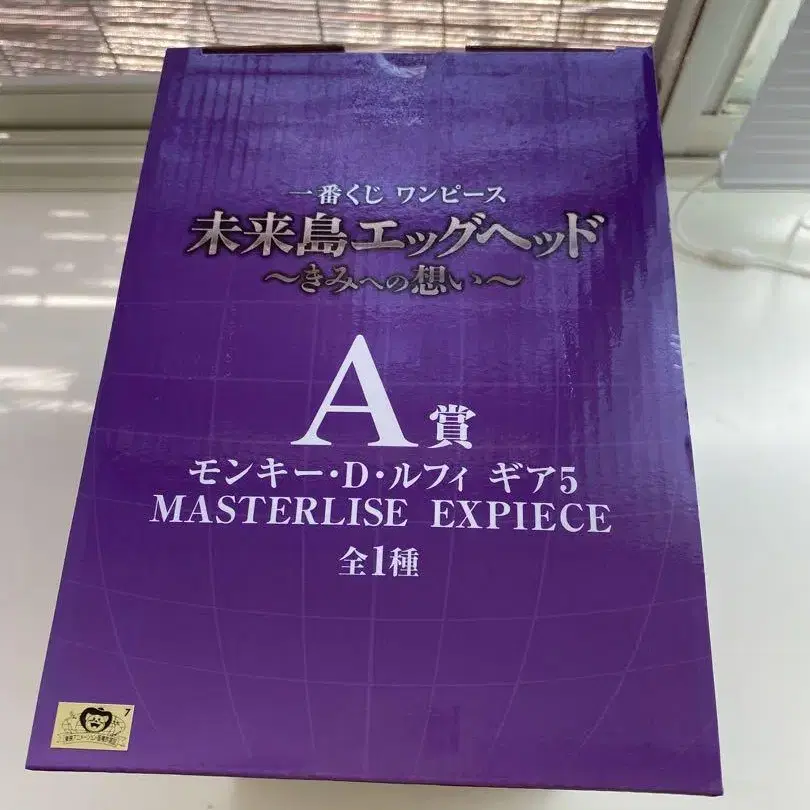 一番くじ ワンピース
未来島エッグヘッド
～きみへの想い～
A賞
モンキー・D・ルフィ ギア5
MASTERLISE EXPIECE
全1種
7